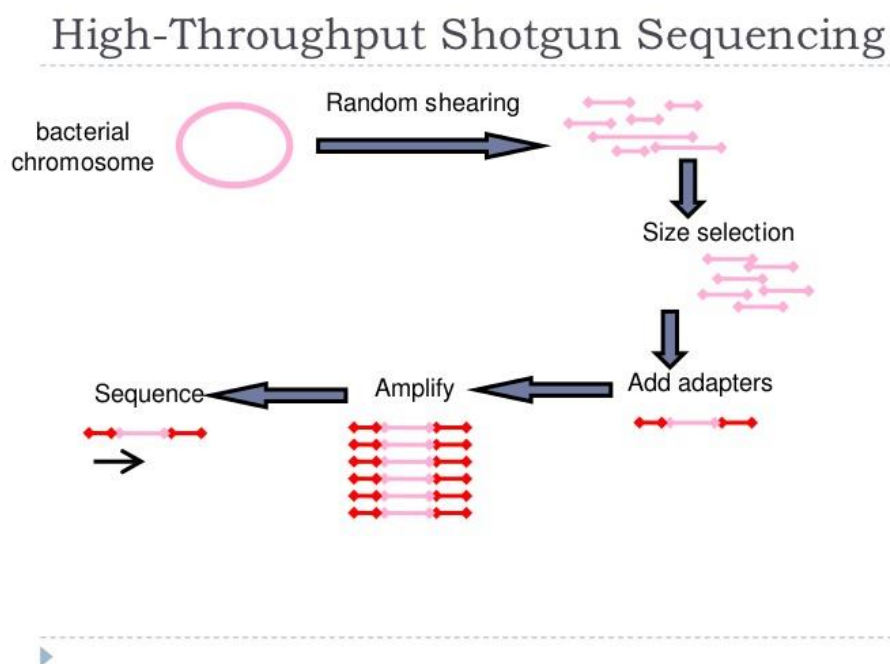 High-Throughput Shotgun Sequencing
bacterial
chromosome
Random shearing
Size selection
Add adapters
Amplify
Sequence